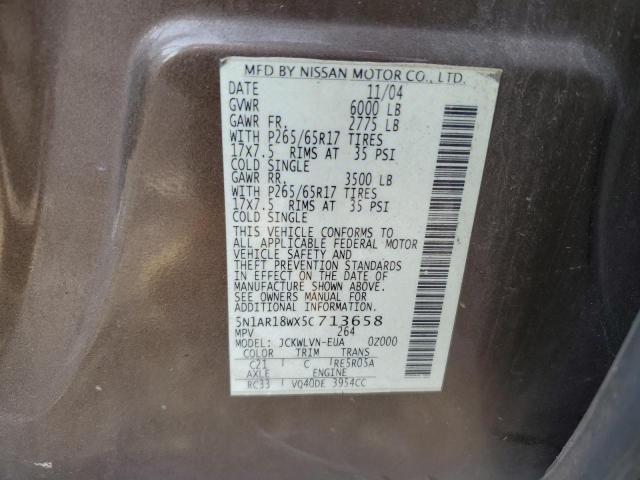 MFD BY NISSAN MOTOR CO., LTD.
DATE 11/04
GVWR 6000 LB
GAWR FR. 2775 LB
WITH P265/65R17 TIRES
17X7.5 RIMS AT 35 PSI
COLD SINGLE
GAWR RR. 3500 LB
WITH P265/65R17 TIRES
17X7.5 RIMS AT 35 PSI
COLD SINGLE
THIS VEHICLE CONFORMS TO
ALL APPLICABLE FEDERAL MOTOR
VEHICLE SAFETY AND
THEFT PREVENTION STANDARDS
IN EFFECT ON THE DATE OF
MANUFACTURE SHOWN ABOVE.
SEE OWNERS MANUAL FOR
ADDITIONAL INFORMATION
5N1AR18WX5C713658
MPV 264
MODEL: JCKWLVN-EUA 0Z000
COLOR TRIM TRANS
C21 C RE5R05A
AXLE ENGINE
RC33 VQ40DE 3954CC